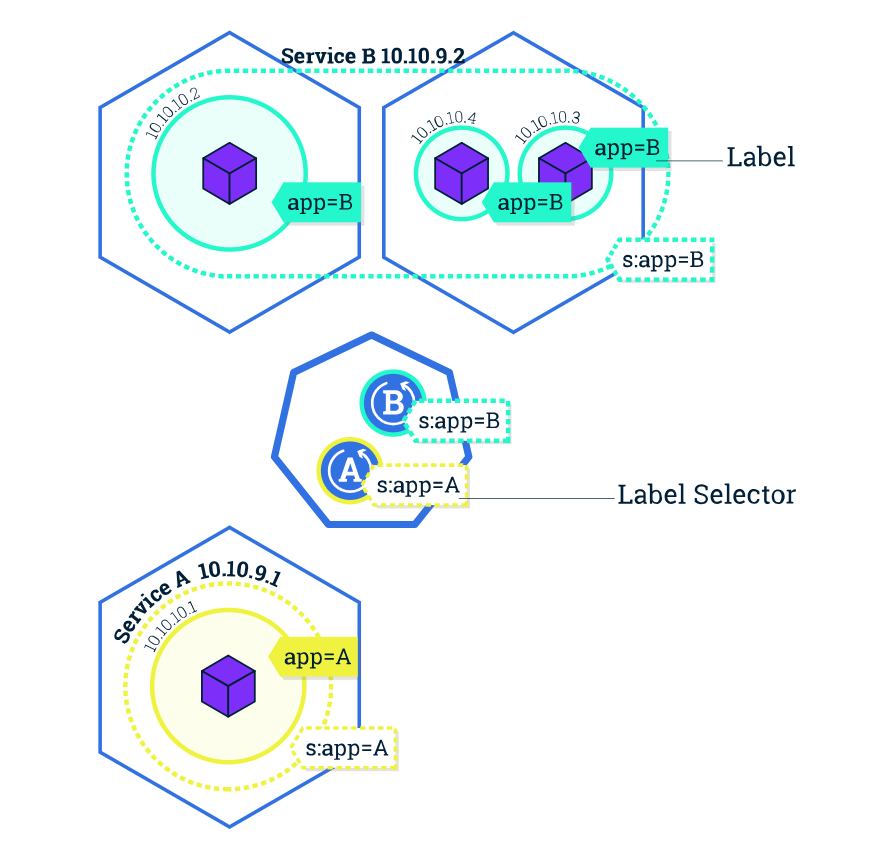 Service B 10.10.9.2
10.10.10.2
10.10.10.4
10.10.10.3
app=B
app=B
app=B
Label
s:app=B
B
s:app=B
A
s:app=A
Label Selector
Service A 10.10.9.1
10.10.10.1
app=A
s:app=A